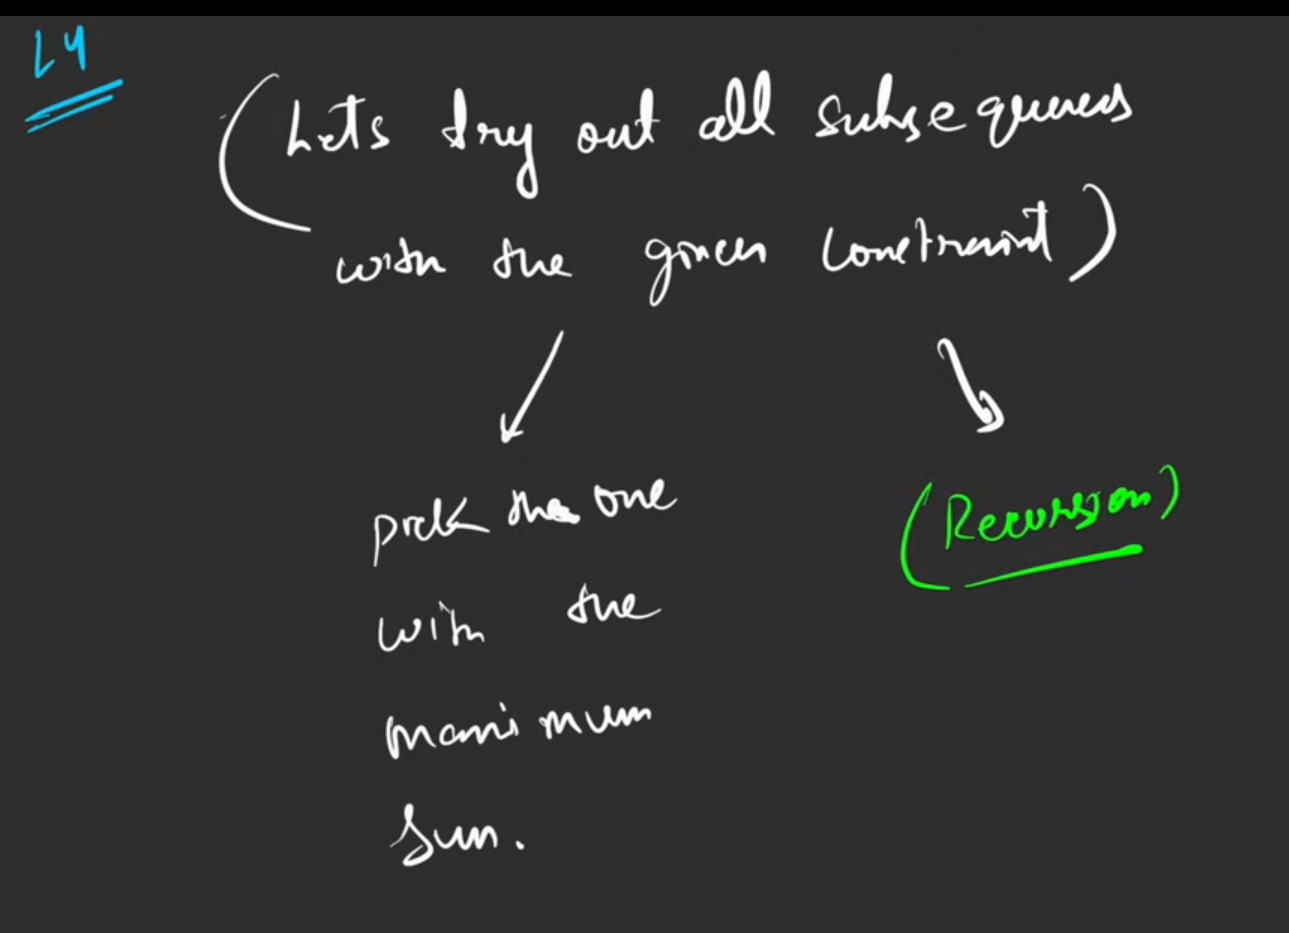 L4
(Lets try out all subsequences
with the given constraint)
pick the one
(Recursion)
with the
maximum
sum.